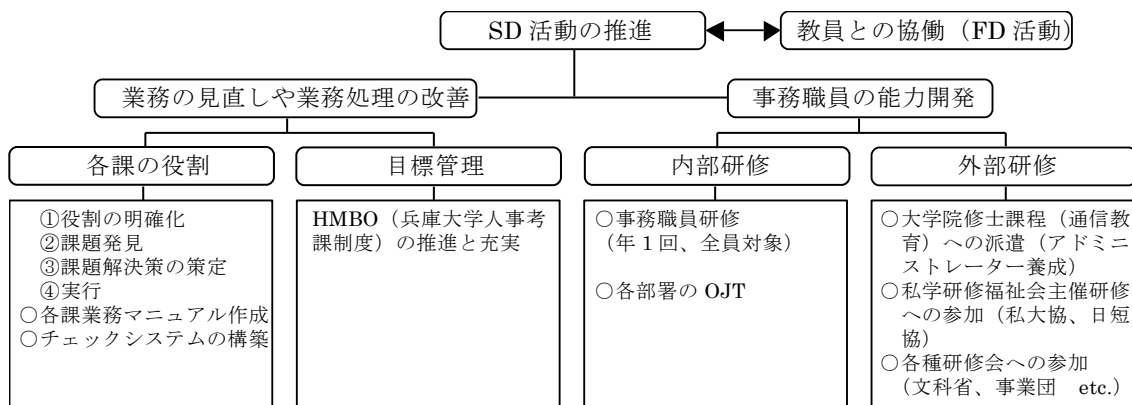 SD 活動の推進
教員との協働（FD 活動）
業務の見直しや業務処理の改善
事務職員の能力開発
各課の役割
目標管理
内部研修
外部研修
①役割の明確化
②課題発見
③課題解決策の策定
④実行
○各課業務マニュアル作成
○チェックシステムの構築
HMBO（兵庫大学人事考
課制度）の推進と充実
○事務職員研修
（年 1 回、全員対象）
○各部署の OJT
○大学院修士課程（通信教
育）への派遣（アドミニ
ストレーター養成）
○私学研修福祉会主催研修
への参加（私大協、日短
協）
○各種研修会への参加
（文科省、事業団　etc.）